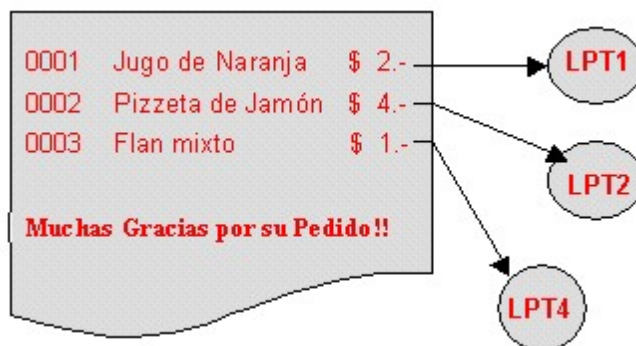 0001 Jugo de Naranja $ 2.-
0002 Pizzeta de Jamón $ 4.-
0003 Flan mixto $ 1.-
Muchas Gracias por su Pedido!!
LPT1
LPT2
LPT4